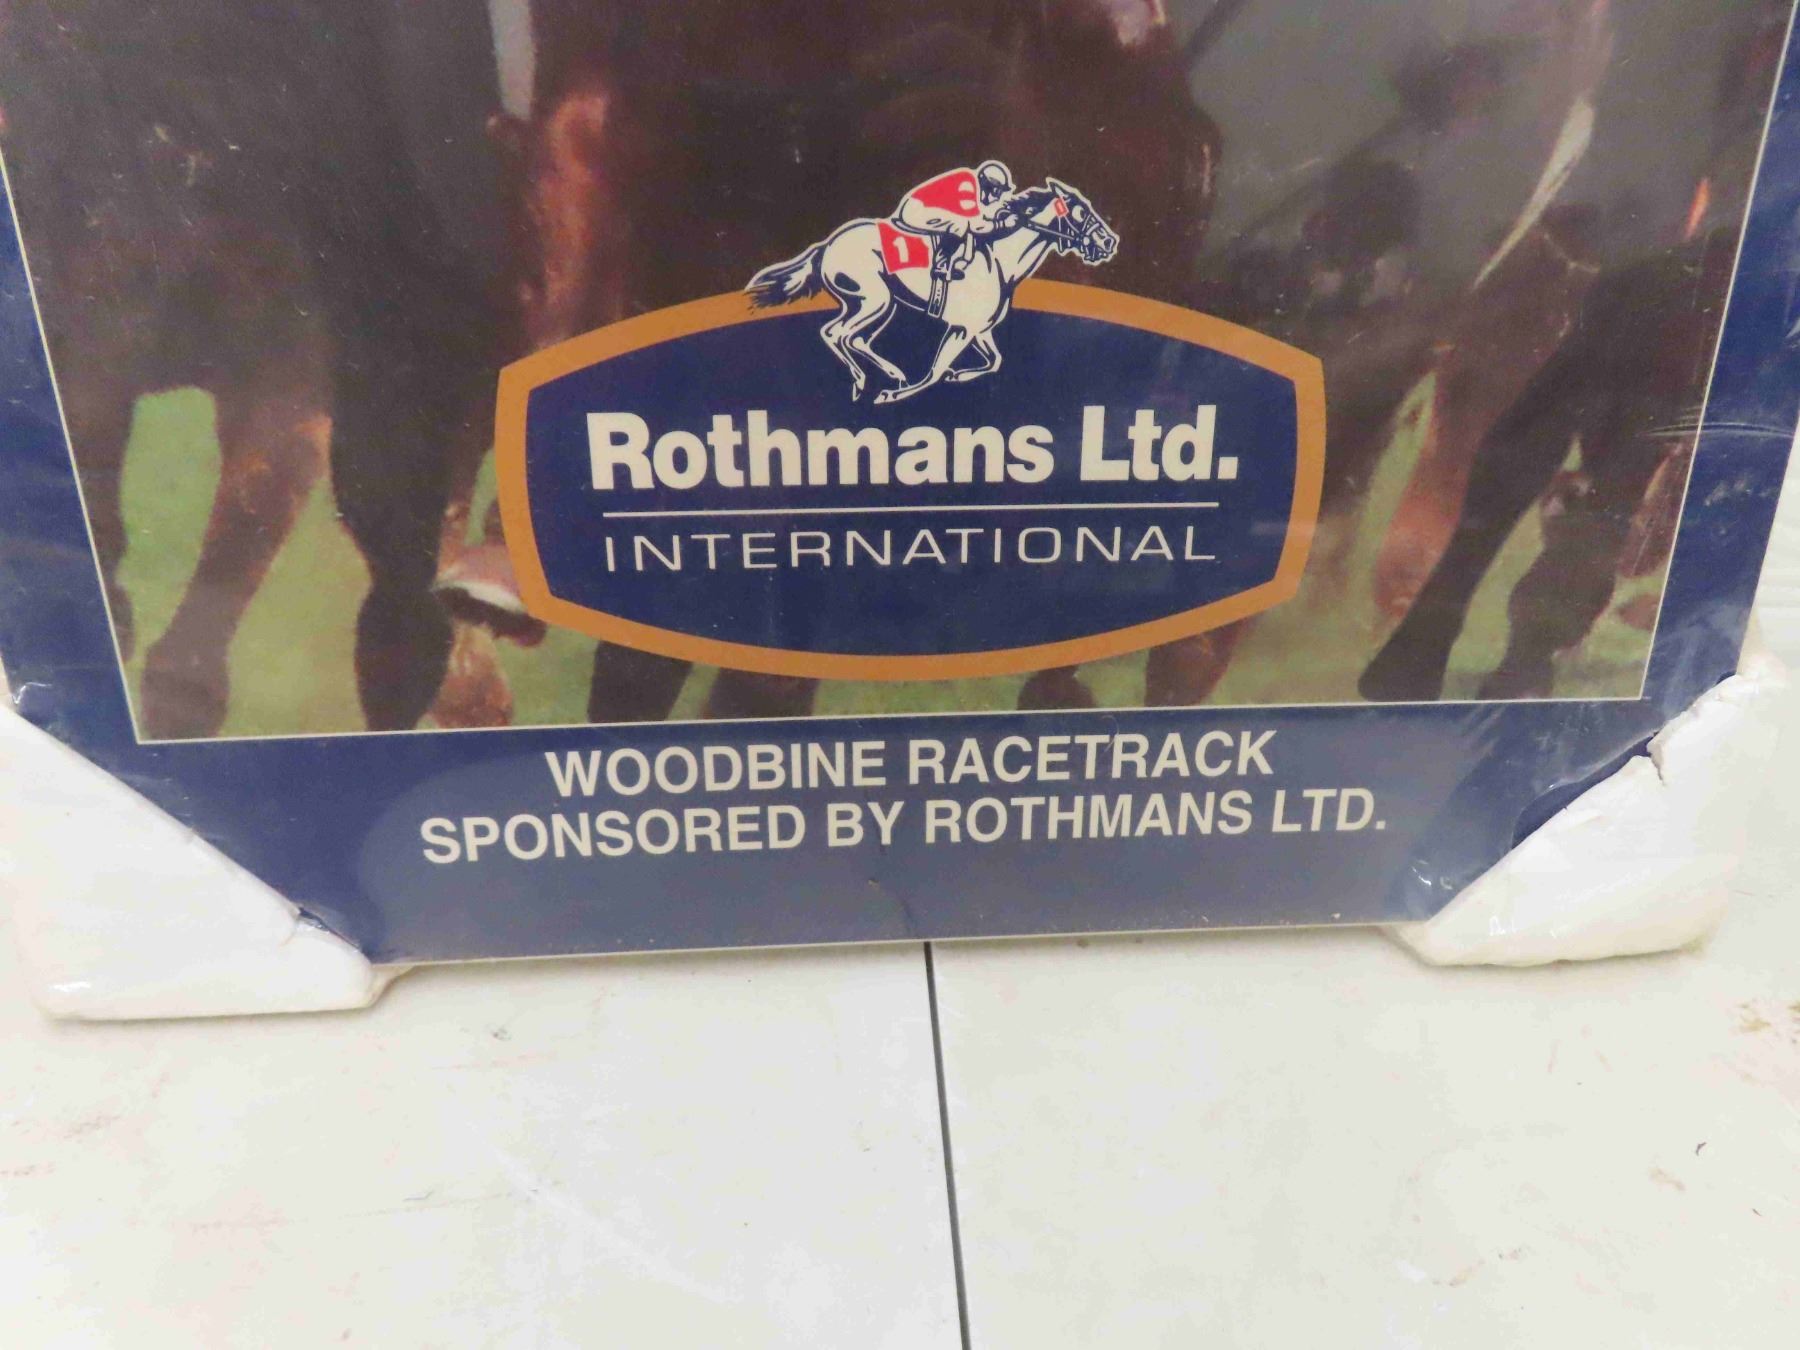 1
Rothmans Ltd.
INTERNATIONAL
WOODBINE RACETRACK
SPONSORED BY ROTHMANS LTD.